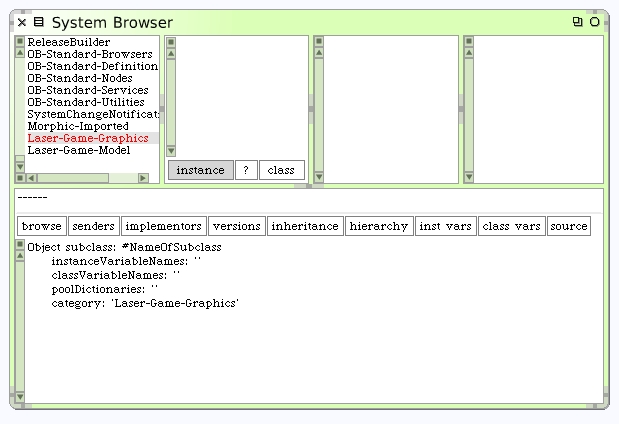 System Browser
ReleaseBuilder
OB-Standard-Browsers
OB-Standard-Definition
OB-Standard-Nodes
OB-Standard-Services
OB-Standard-Utilities
SystemChangeNotificat
Morphic-Imported
Laser-Game-Graphics
Laser-Game-Model
instance ? class
------
browse senders implementors versions inheritance hierarchy inst vars class vars source
Object subclass: #NameOfSubclass
instanceVariableNames: ''
classVariableNames: ''
poolDictionaries: ''
category: 'Laser-Game-Graphics'